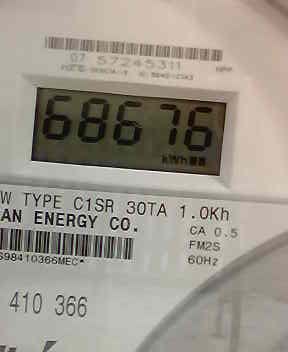 07 57245311
68676
kWh
W TYPE C1SR 30TA 1.0Kh
AN ENERGY CO.
CA 0.5
FM2S
60Hz
S98410366MEC*
410 366